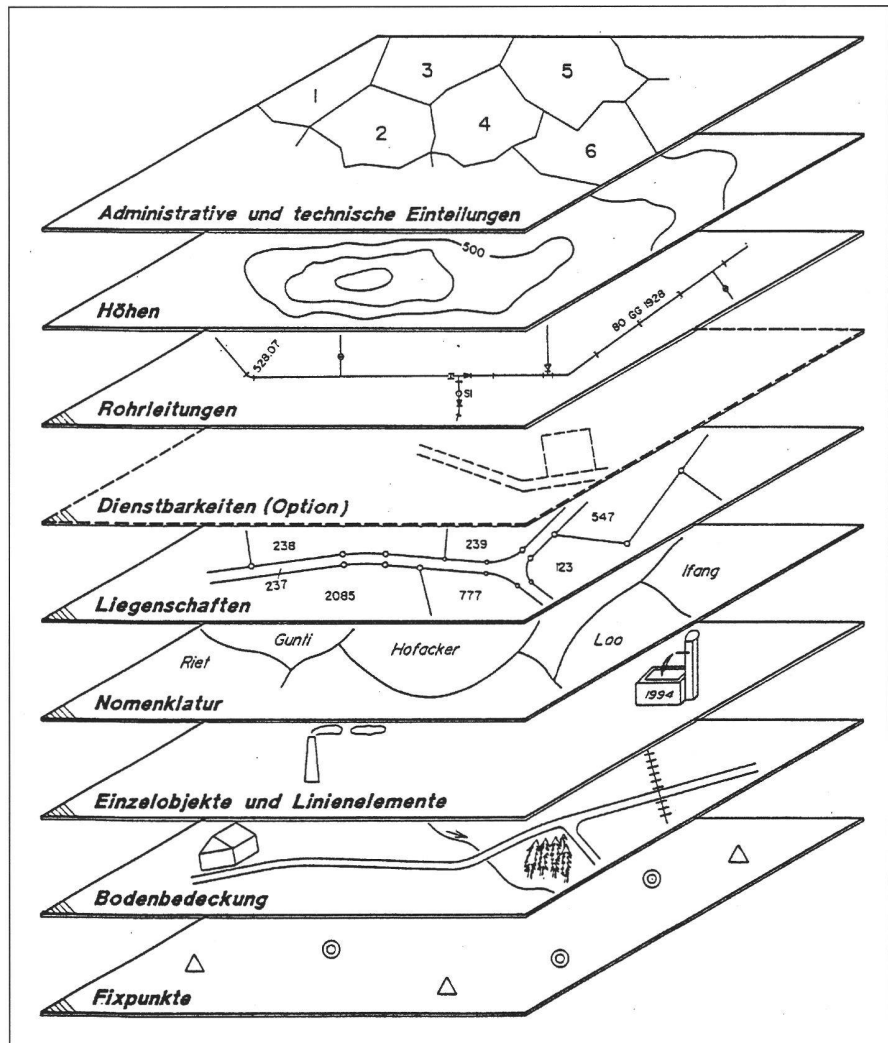 1
3
5
2
4
6
Administrative und technische Einteilungen
500
Höhen
528.07
80 GG 1928
SI
Rohrleitungen
Dienstbarkeiten (Option)
238
239
547
237
123
2085
777
Liegenschaften
Ifang
Gunti
Riet
Hofacker
Loo
1994
Nomenklatur
Einzelobjekte und Linienelemente
Bodenbedeckung
Fixpunkte